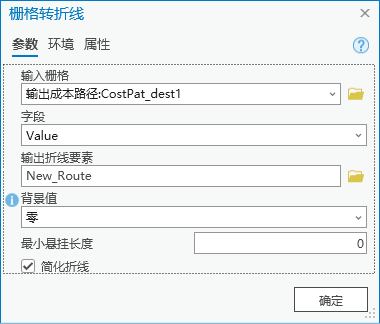 栅格转折线
参数 环境 属性
输入栅格
输出成本路径:CostPat_dest1
字段
Value
输出折线要素
New_Route
背景值
零
最小悬挂长度
0
简化折线
确定